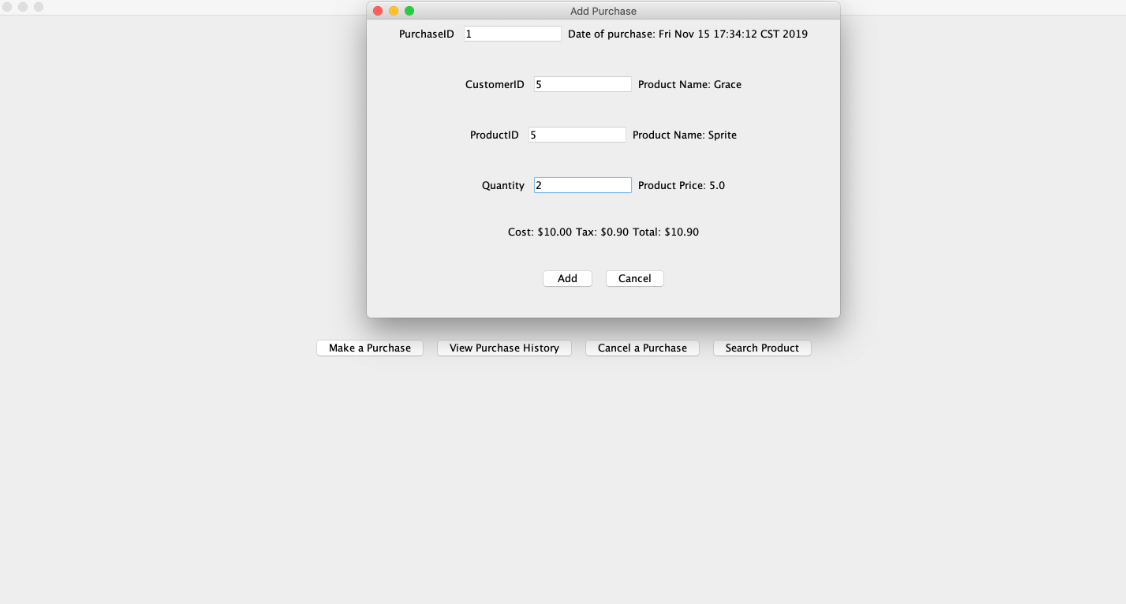 Add Purchase
PurchaseID 1 Date of purchase: Fri Nov 15 17:34:12 CST 2019
CustomerID 5 Product Name: Grace
ProductID 5 Product Name: Sprite
Quantity 2 Product Price: 5.0
Cost: $10.00 Tax: $0.90 Total: $10.90
Add Cancel
Make a Purchase View Purchase History Cancel a Purchase Search Product